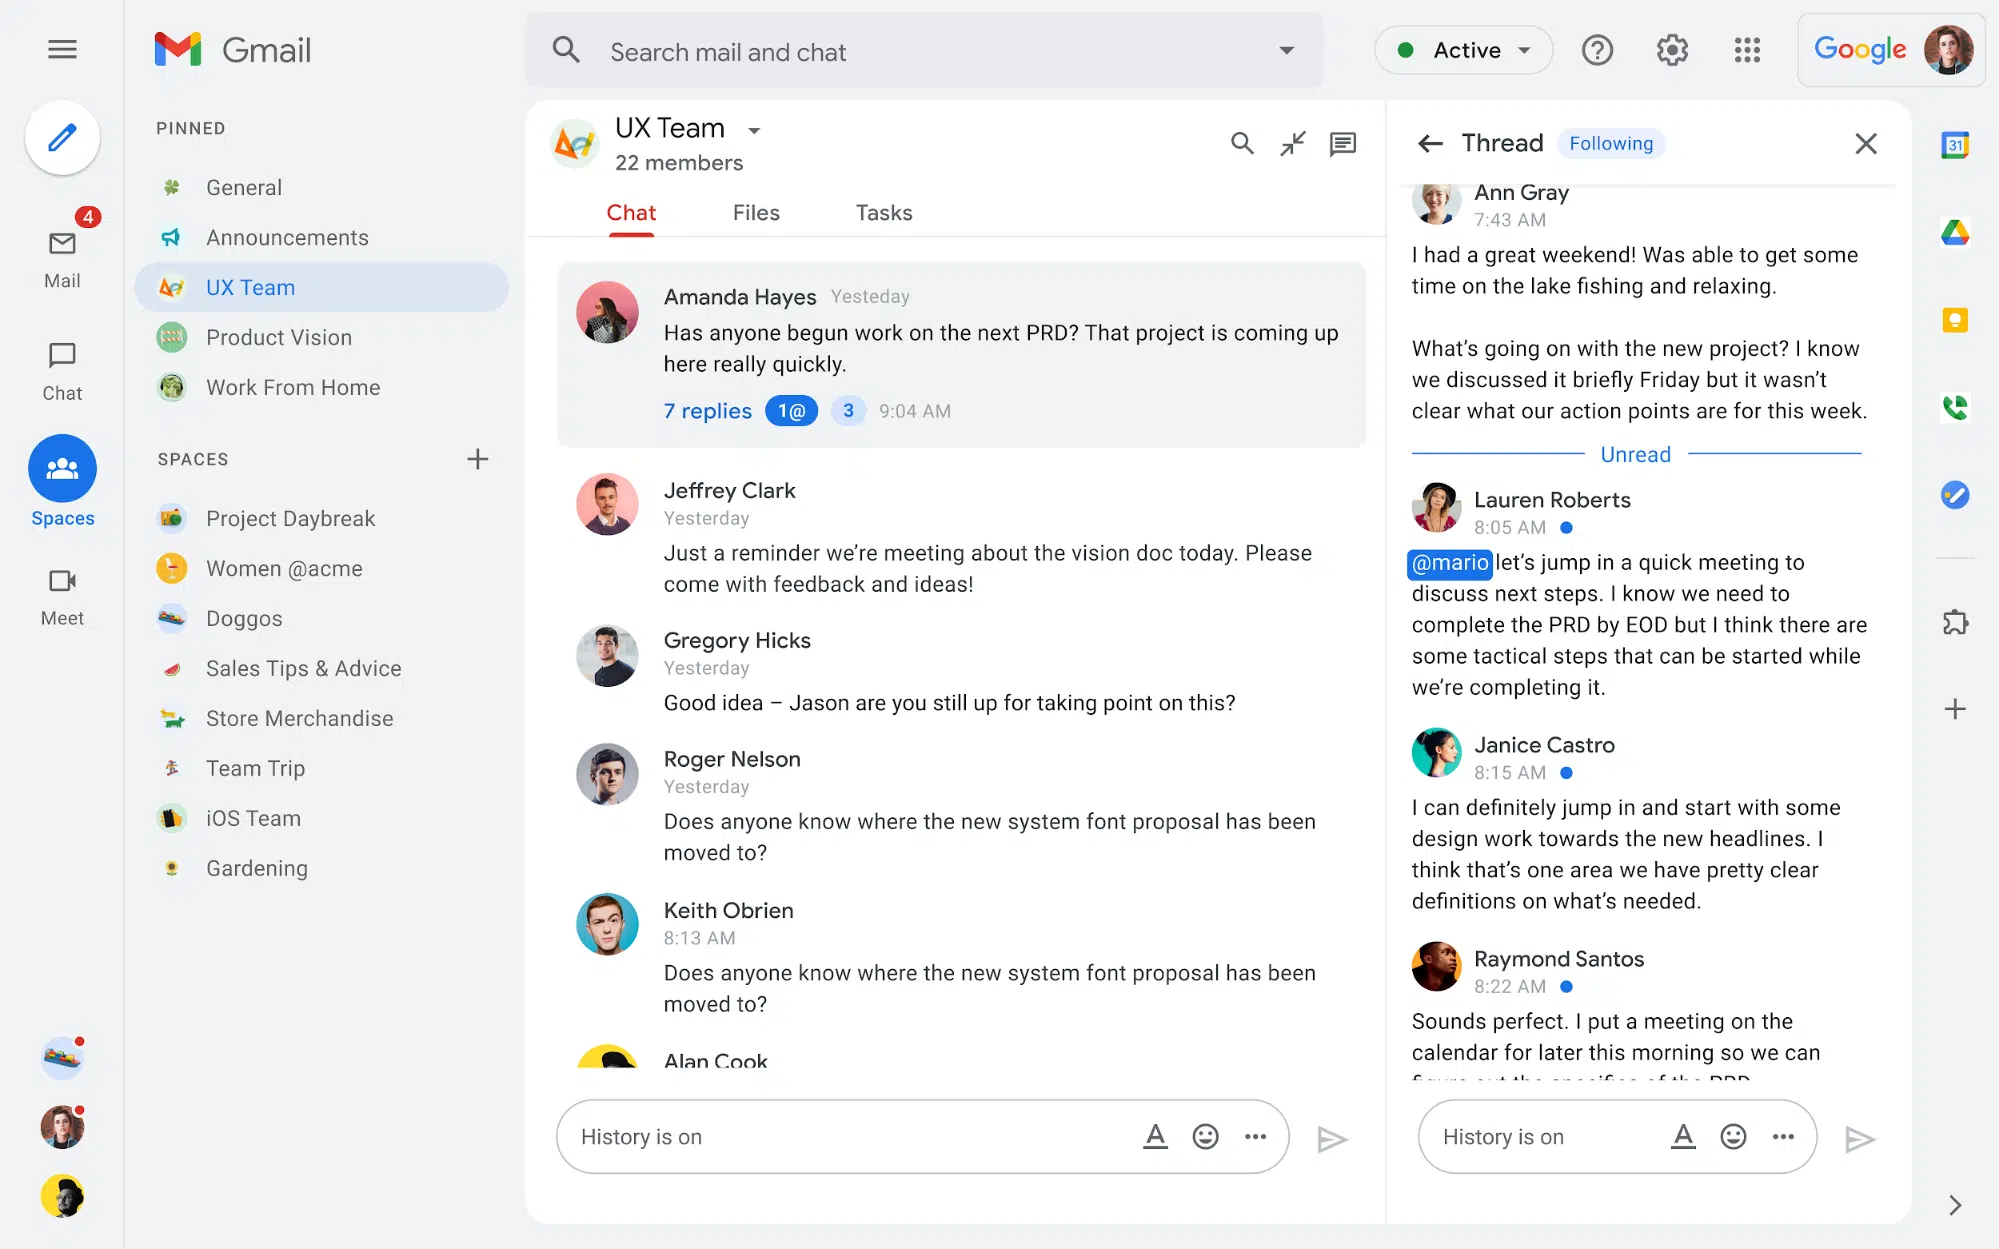 Gmail
Search mail and chat
Active
Google
4
Mail
Chat
Spaces
Meet
PINNED
General
Announcements
UX Team
Product Vision
Work From Home
SPACES
Project Daybreak
Women @acme
Doggos
Sales Tips & Advice
Store Merchandise
Team Trip
iOS Team
Gardening
UX Team
22 members
Chat Files Tasks
Amanda Hayes Yesteday
Has anyone begun work on the next PRD? That project is coming up
here really quickly.
7 replies 1@ 3 9:04 AM
Jeffrey Clark
Yesterday
Just a reminder we’re meeting about the vision doc today. Please
come with feedback and ideas!
Gregory Hicks
Yesterday
Good idea – Jason are you still up for taking point on this?
Roger Nelson
Yesterday
Does anyone know where the new system font proposal has been
moved to?
Keith Obrien
8:13 AM
Does anyone know where the new system font proposal has been
moved to?
Alan Cook
History is on
Thread Following
Ann Gray
7:43 AM
I had a great weekend! Was able to get some
time on the lake fishing and relaxing.
What’s going on with the new project? I know
we discussed it briefly Friday but it wasn’t
clear what our action points are for this week.
Unread
Lauren Roberts
8:05 AM
@mario let’s jump in a quick meeting to
discuss next steps. I know we need to
complete the PRD by EOD but I think there are
some tactical steps that can be started while
we’re completing it.
Janice Castro
8:15 AM
I can definitely jump in and start with some
design work towards the new headlines. I
think that’s one area we have pretty clear
definitions on what’s needed.
Raymond Santos
8:22 AM
Sounds perfect. I put a meeting on the
calendar for later this morning so we can
figure out the specifics of the PRD
History is on
31